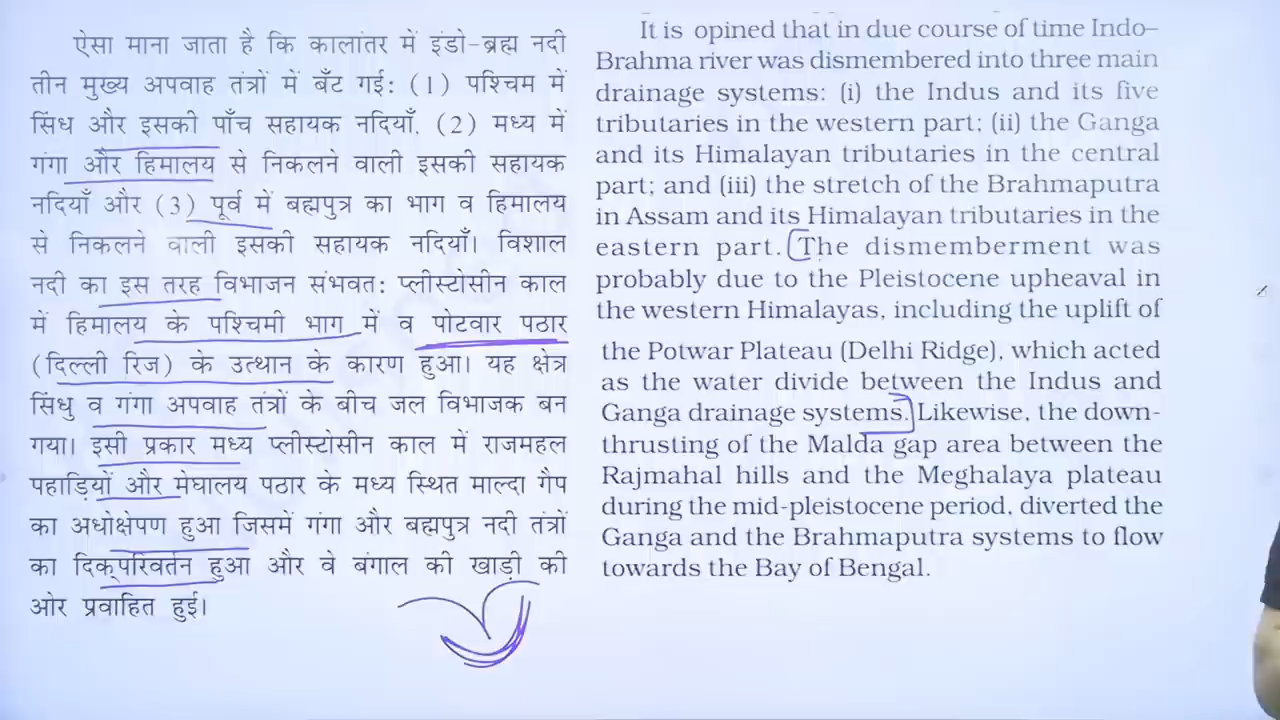 ऐसा माना जाता है कि कालांतर में इंडो-ब्रह्म नदी
तीन मुख्य अपवाह तंत्रों में बँट गई: (1) पश्चिम में
सिंध और इसकी पाँच सहायक नदियाँ, (2) मध्य में
गंगा और हिमालय से निकलने वाली इसकी सहायक
नदियाँ और (3) पूर्व में बह्मपुत्र का भाग व हिमालय
से निकलने वाली इसकी सहायक नदियाँ। विशाल
नदी का इस तरह विभाजन संभवत: प्लीस्टोसीन काल
में हिमालय के पश्चिमी भाग में व पोटवार पठार
(दिल्ली रिज) के उत्थान के कारण हुआ। यह क्षेत्र
सिंधु व गंगा अपवाह तंत्रों के बीच जल विभाजक बन
गया। इसी प्रकार मध्य प्लीस्टोसीन काल में राजमहल
पहाड़ियों और मेघालय पठार के मध्य स्थित माल्दा गैप
का अधोक्षेपण हुआ जिसमें गंगा और बह्मपुत्र नदी तंत्रों
का दिक्परिवर्तन हुआ और वे बंगाल की खाड़ी की
ओर प्रवाहित हुई।
It is opined that in due course of time Indo–
Brahma river was dismembered into three main
drainage systems: (i) the Indus and its five
tributaries in the western part; (ii) the Ganga
and its Himalayan tributaries in the central
part; and (iii) the stretch of the Brahmaputra
in Assam and its Himalayan tributaries in the
eastern part. The dismemberment was
probably due to the Pleistocene upheaval in
the western Himalayas, including the uplift of
the Potwar Plateau (Delhi Ridge), which acted
as the water divide between the Indus and
Ganga drainage systems. Likewise, the down-
thrusting of the Malda gap area between the
Rajmahal hills and the Meghalaya plateau
during the mid-pleistocene period, diverted the
Ganga and the Brahmaputra systems to flow
towards the Bay of Bengal.